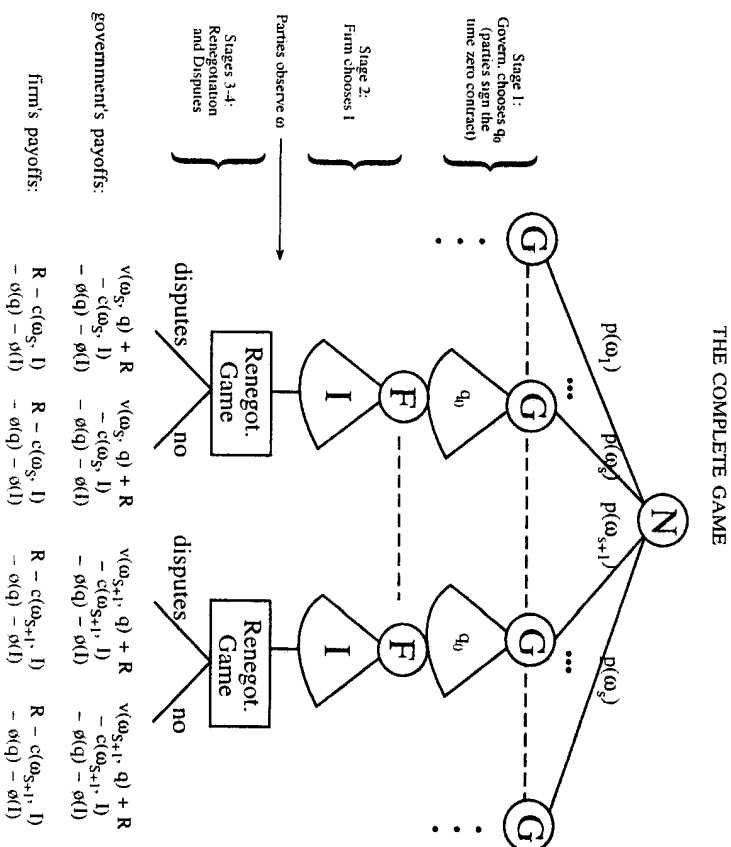 THE COMPLETE GAME
N
p(ω1)
p(ωs)
p(ωs+1)
p(ωs)
...
...
Stage 1:
Govern. chooses q0
(parties sign the
time zero contract)
G
G
G
G
...
...
q0
q0
Stage 2:
Firm chooses I
F
F
I
I
Parties observe ω
Stages 3-4:
Renegotiation
and Disputes
Renegot.
Game
Renegot.
Game
disputes
no
disputes
no
government's payoffs:
v(ωs, q) + R
- c(ωs, I)
- ø(q) - ø(I)
v(ωs, q) + R
- c(ωs, I)
- ø(q) - ø(I)
v(ωs+1, q) + R
- c(ωs+1, I)
- ø(q) - ø(I)
v(ωs+1, q) + R
- c(ωs+1, I)
- ø(q) - ø(I)
firm's payoffs:
R - c(ωs, I)
- ø(q) - ø(I)
R - c(ωs, I)
- ø(q) - ø(I)
R - c(ωs+1, I)
- ø(q) - ø(I)
R - c(ωs+1, I)
- ø(q) - ø(I)